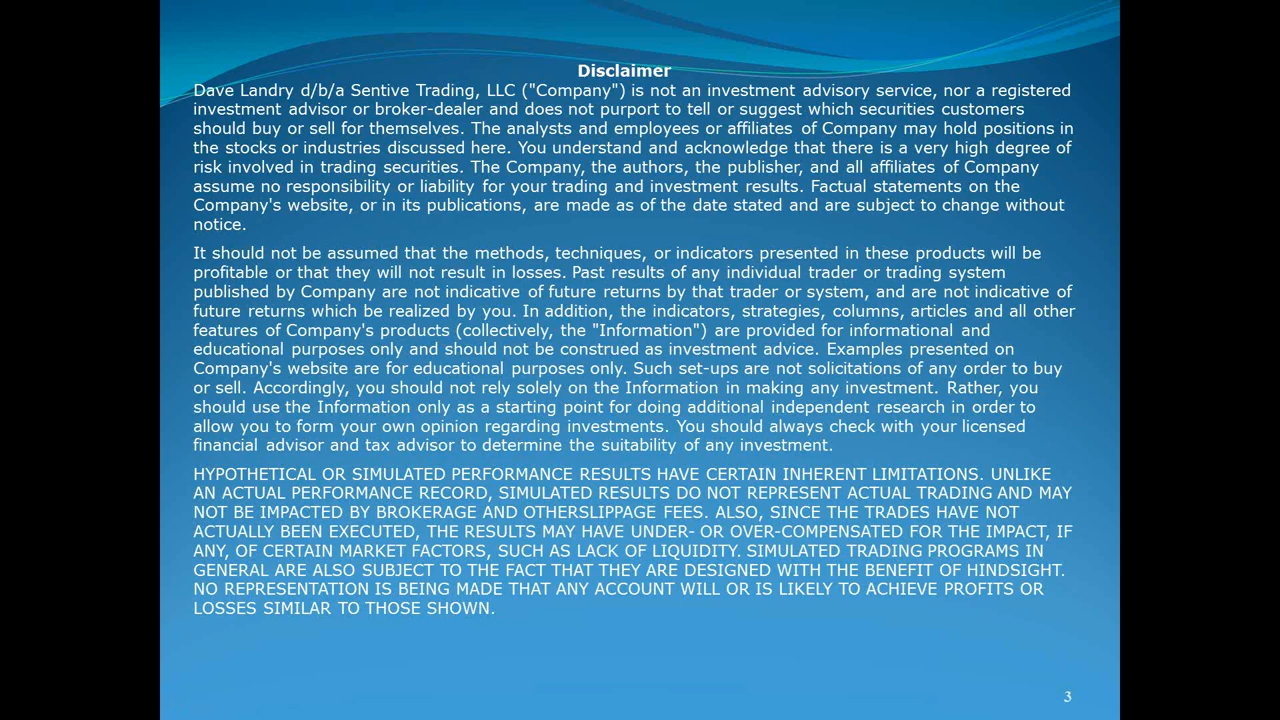 Disclaimer
Dave Landry d/b/a Sentive Trading, LLC ("Company") is not an investment advisory service, nor a registered
investment advisor or broker-dealer and does not purport to tell or suggest which securities customers
should buy or sell for themselves. The analysts and employees or affiliates of Company may hold positions in
the stocks or industries discussed here. You understand and acknowledge that there is a very high degree of
risk involved in trading securities. The Company, the authors, the publisher, and all affiliates of Company
assume no responsibility or liability for your trading and investment results. Factual statements on the
Company's website, or in its publications, are made as of the date stated and are subject to change without
notice.
It should not be assumed that the methods, techniques, or indicators presented in these products will be
profitable or that they will not result in losses. Past results of any individual trader or trading system
published by Company are not indicative of future returns by that trader or system, and are not indicative of
future returns which be realized by you. In addition, the indicators, strategies, columns, articles and all other
features of Company's products (collectively, the "Information") are provided for informational and
educational purposes only and should not be construed as investment advice. Examples presented on
Company's website are for educational purposes only. Such set-ups are not solicitations of any order to buy
or sell. Accordingly, you should not rely solely on the Information in making any investment. Rather, you
should use the Information only as a starting point for doing additional independent research in order to
allow you to form your own opinion regarding investments. You should always check with your licensed
financial advisor and tax advisor to determine the suitability of any investment.
HYPOTHETICAL OR SIMULATED PERFORMANCE RESULTS HAVE CERTAIN INHERENT LIMITATIONS. UNLIKE
AN ACTUAL PERFORMANCE RECORD, SIMULATED RESULTS DO NOT REPRESENT ACTUAL TRADING AND MAY
NOT BE IMPACTED BY BROKERAGE AND OTHERSLIPPAGE FEES. ALSO, SINCE THE TRADES HAVE NOT
ACTUALLY BEEN EXECUTED, THE RESULTS MAY HAVE UNDER- OR OVER-COMPENSATED FOR THE IMPACT, IF
ANY, OF CERTAIN MARKET FACTORS, SUCH AS LACK OF LIQUIDITY. SIMULATED TRADING PROGRAMS IN
GENERAL ARE ALSO SUBJECT TO THE FACT THAT THEY ARE DESIGNED WITH THE BENEFIT OF HINDSIGHT.
NO REPRESENTATION IS BEING MADE THAT ANY ACCOUNT WILL OR IS LIKELY TO ACHIEVE PROFITS OR
LOSSES SIMILAR TO THOSE SHOWN.
3